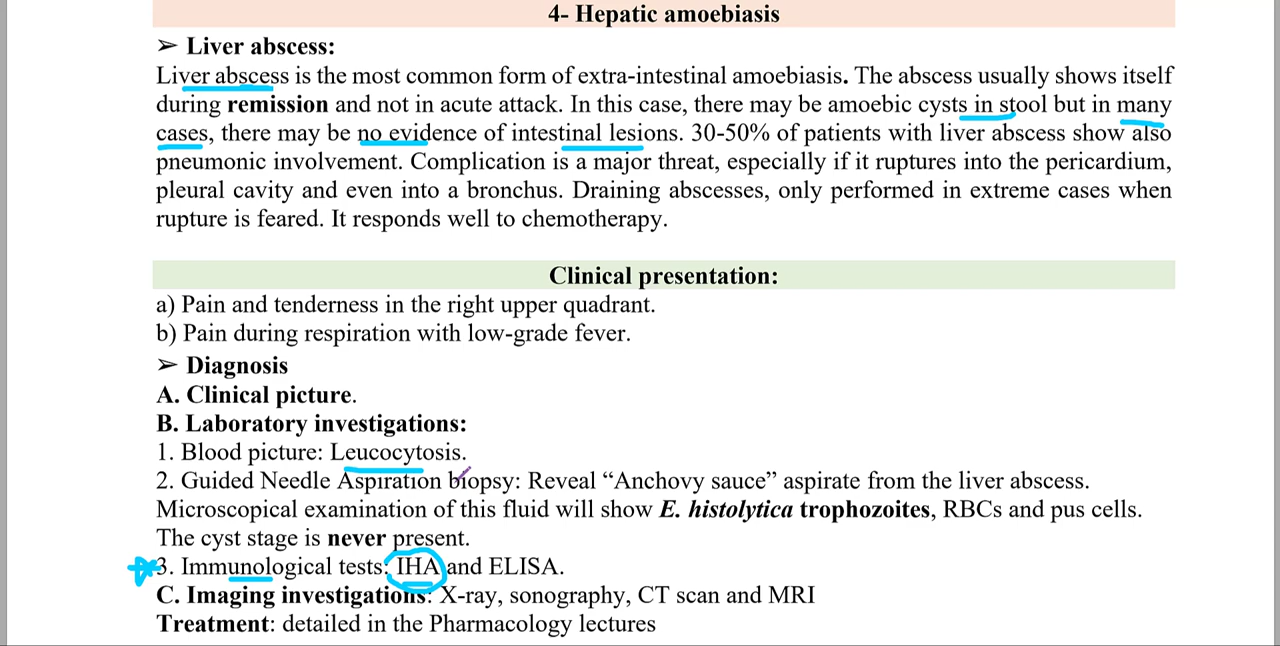 4- Hepatic amoebiasis
➢ Liver abscess:
Liver abscess is the most common form of extra-intestinal amoebiasis. The abscess usually shows itself
during remission and not in acute attack. In this case, there may be amoebic cysts in stool but in many
cases, there may be no evidence of intestinal lesions. 30-50% of patients with liver abscess show also
pneumonic involvement. Complication is a major threat, especially if it ruptures into the pericardium,
pleural cavity and even into a bronchus. Draining abscesses, only performed in extreme cases when
rupture is feared. It responds well to chemotherapy.
Clinical presentation:
a) Pain and tenderness in the right upper quadrant.
b) Pain during respiration with low-grade fever.
➢ Diagnosis
A. Clinical picture.
B. Laboratory investigations:
1. Blood picture: Leucocytosis.
2. Guided Needle Aspiration biopsy: Reveal “Anchovy sauce” aspirate from the liver abscess.
Microscopical examination of this fluid will show E. histolytica trophozoites, RBCs and pus cells.
The cyst stage is never present.
3. Immunological tests: IHA and ELISA.
C. Imaging investigations: X-ray, sonography, CT scan and MRI
Treatment: detailed in the Pharmacology lectures